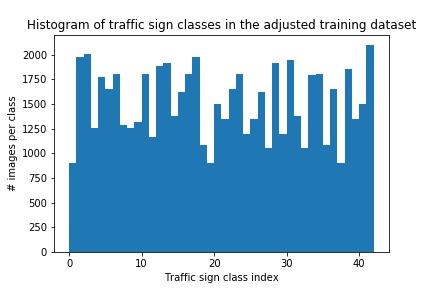 Histogram of traffic sign classes in the adjusted training dataset
2000
1750
1500
1250
1000
750
500
250
0
# images per class
0 10 20 30 40
Traffic sign class index